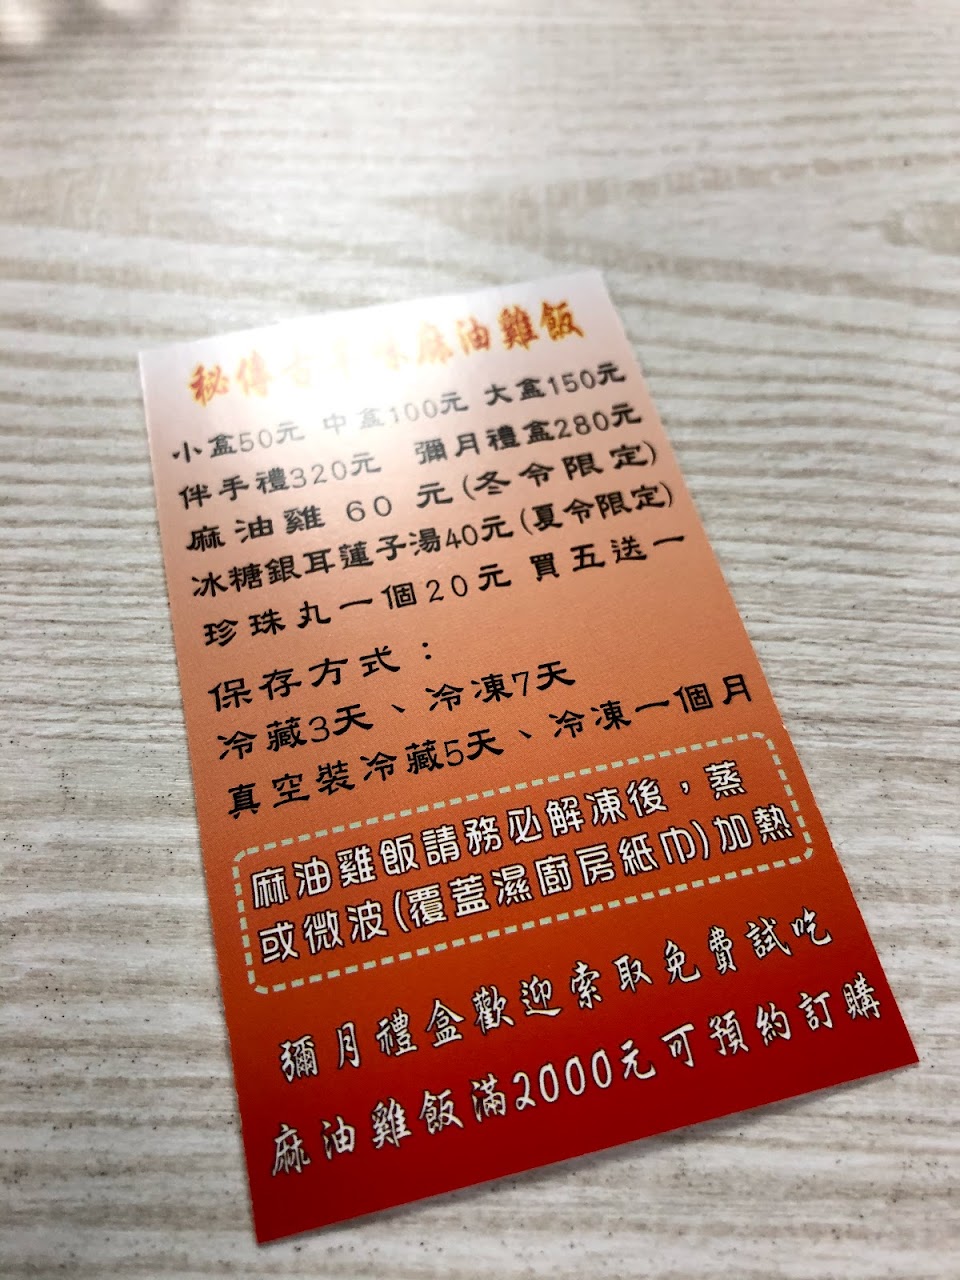 秘傳古早味麻油雞飯
小盒50元 中盒100元 大盒150元
伴手禮320元 彌月禮盒280元
麻油雞 60 元(冬令限定)
冰糖銀耳蓮子湯40元(夏令限定)
珍珠丸一個20元 買五送一
保存方式：
冷藏3天、冷凍7天
真空裝冷藏5天、冷凍一個月
麻油雞飯請務必解凍後，蒸
或微波(覆蓋濕廚房紙巾)加熱
彌月禮盒歡迎索取免費試吃
麻油雞飯滿2000元可預約訂購